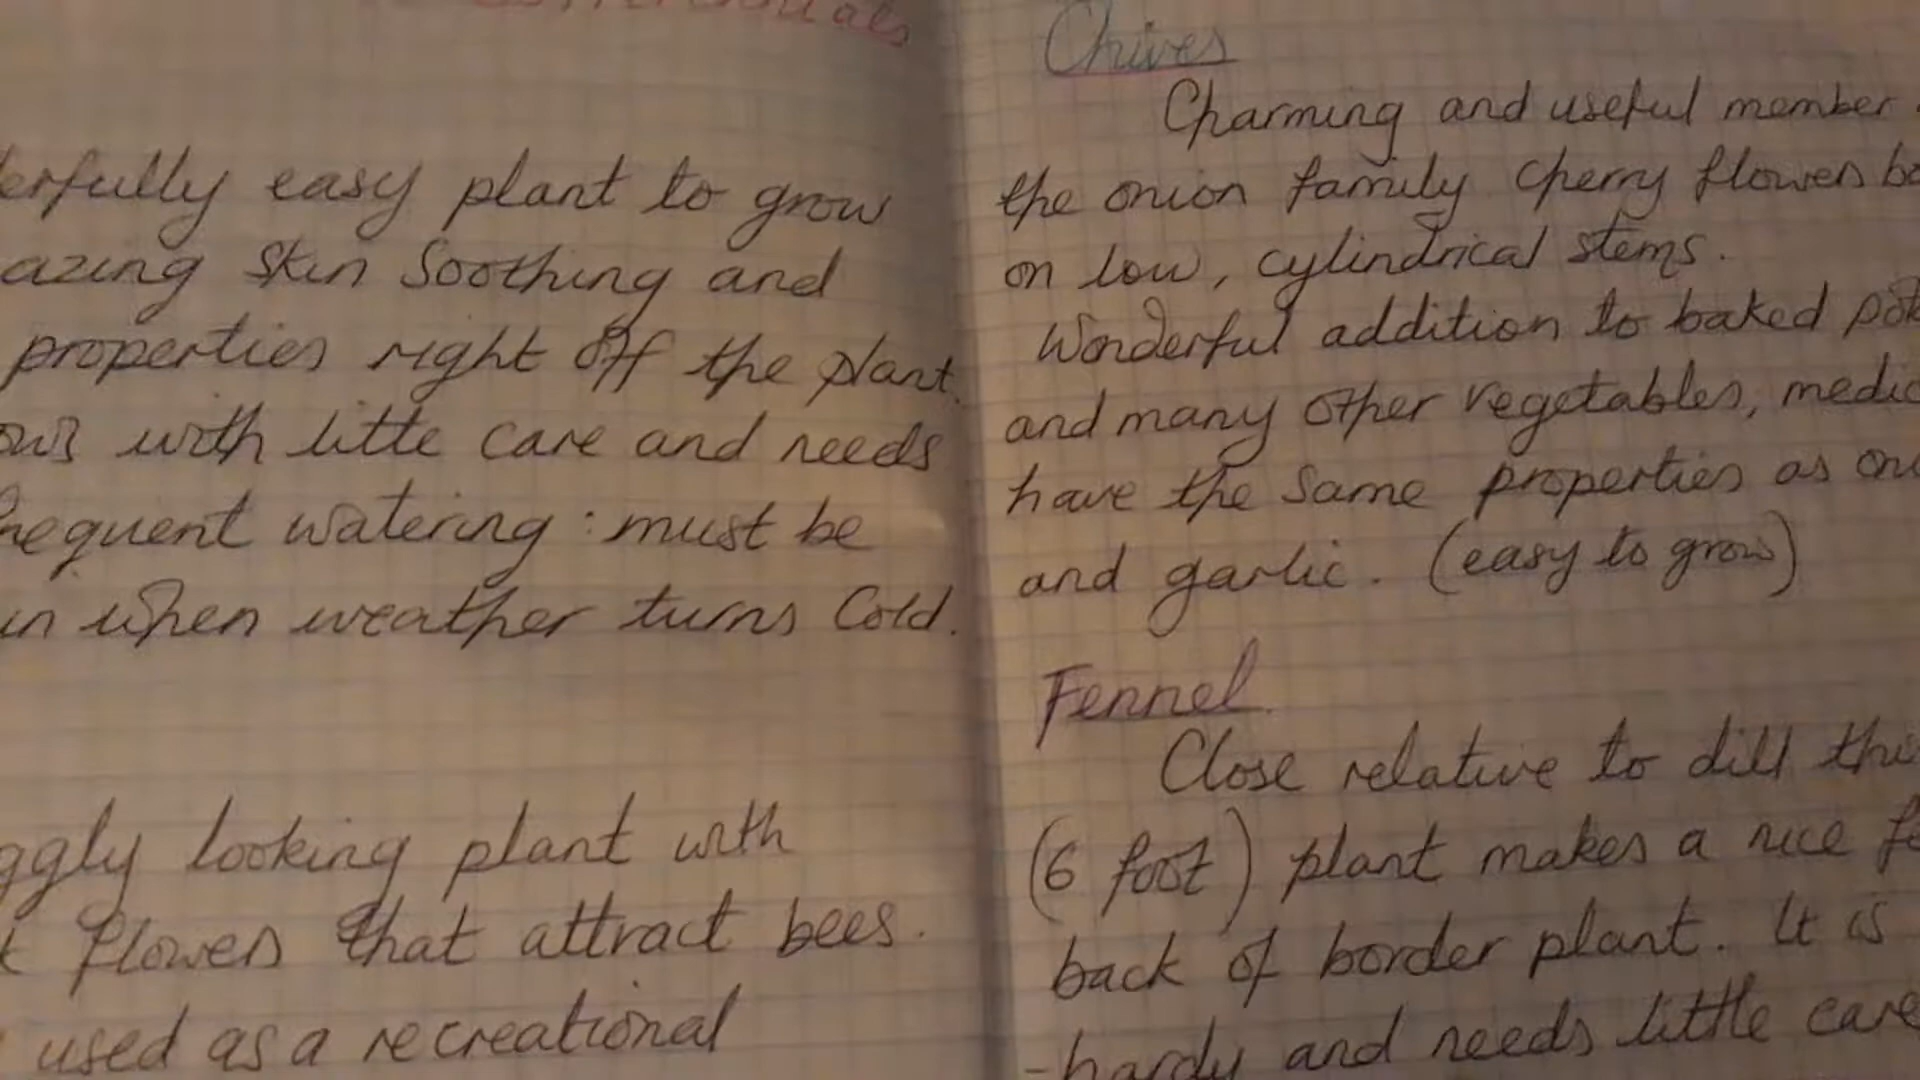 erfully easy plant to grow
azing skin soothing and
properties right off the plant.
ows with little care and needs
frequent watering : must be
in when weather turns cold.
ggly looking plant with
flowers that attract bees.
used as a recreational
Chives
Charming and useful member
the onion family cherry flowers
on low, cylindrical stems.
Wonderful addition to baked pot
and many other vegetables, medic
have the same properties as oni
and garlic. (easy to grow)
Fennel
Close relative to dill this
(6 foot) plant makes a nice fe
back of border plant. It is
-hardy and needs little care